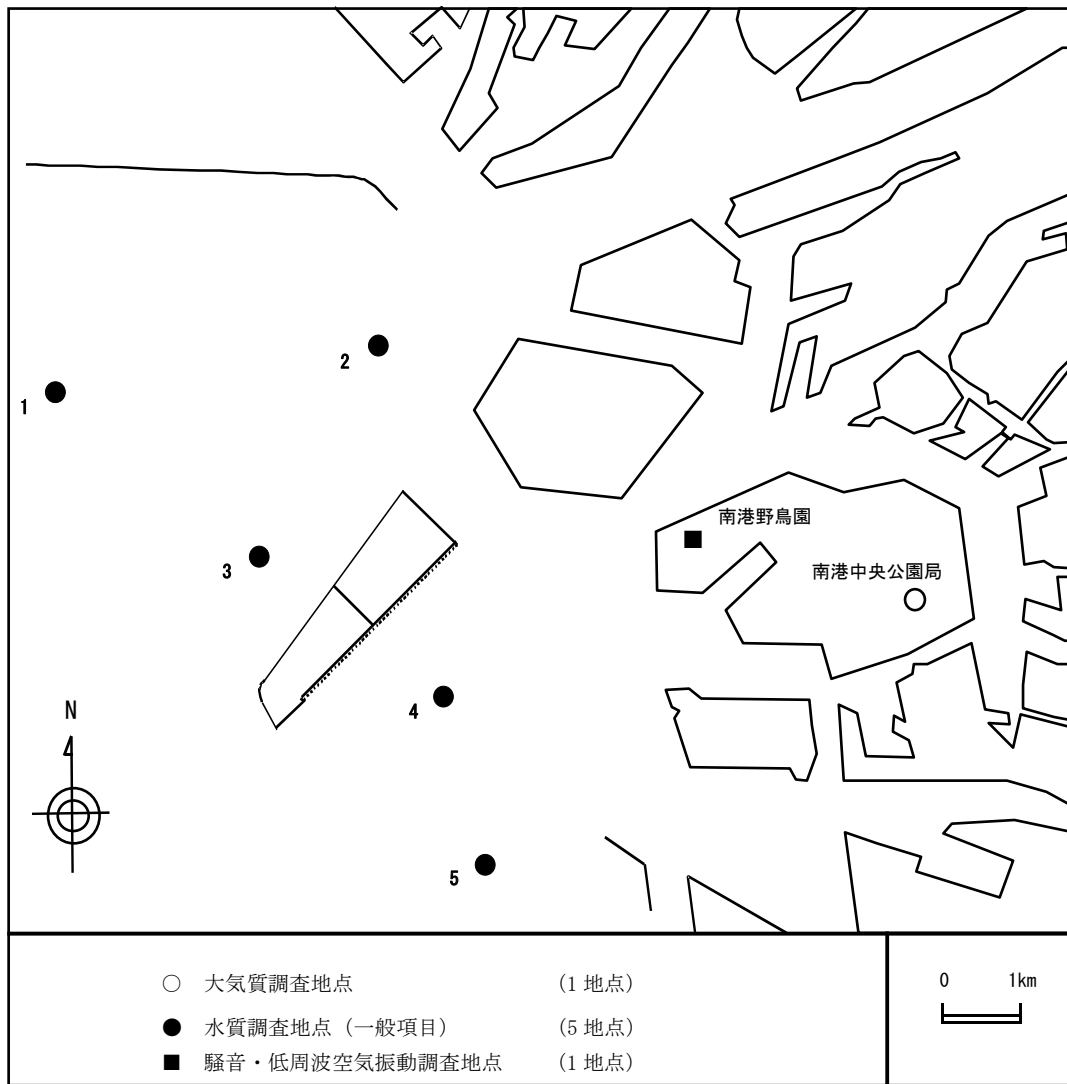 2
1
南港野鳥園
3
南港中央公園局
4
N
5
○ 大気質調査地点 (1 地点)
● 水質調査地点（一般項目） (5 地点)
■ 騒音・低周波空気振動調査地点 (1 地点)
0 1km